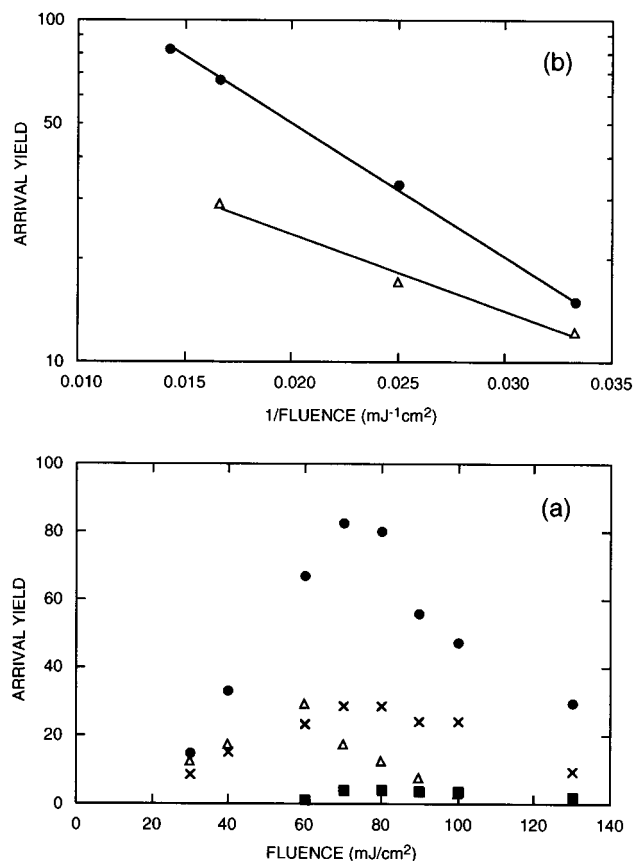 100
(b)
50
ARRIVAL YIELD
10
0.010 0.015 0.020 0.025 0.030 0.035
1/FLUENCE (mJ⁻¹cm²)
100
(a)
80
60
ARRIVAL YIELD
40
20
0
0 20 40 60 80 100 120 140
FLUENCE (mJ/cm²)